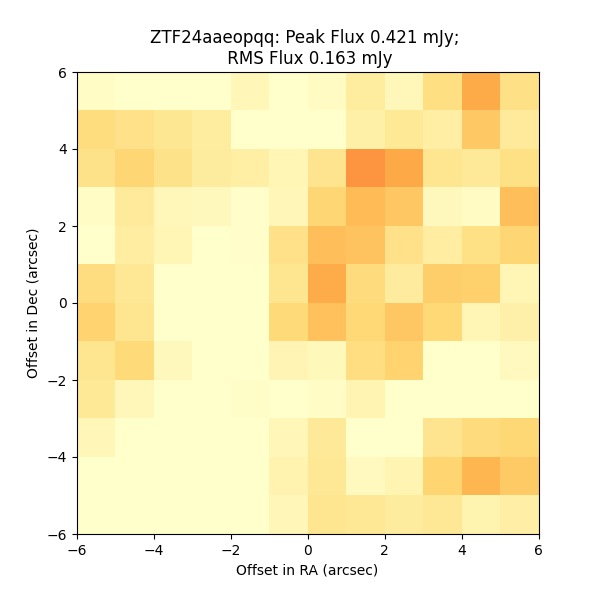 ZTF24aaeopqq: Peak Flux 0.421 mJy;
RMS Flux 0.163 mJy
6
4
2
0
−2
−4
−6
Offset in Dec (arcsec)
−6 −4 −2 0 2 4 6
Offset in RA (arcsec)